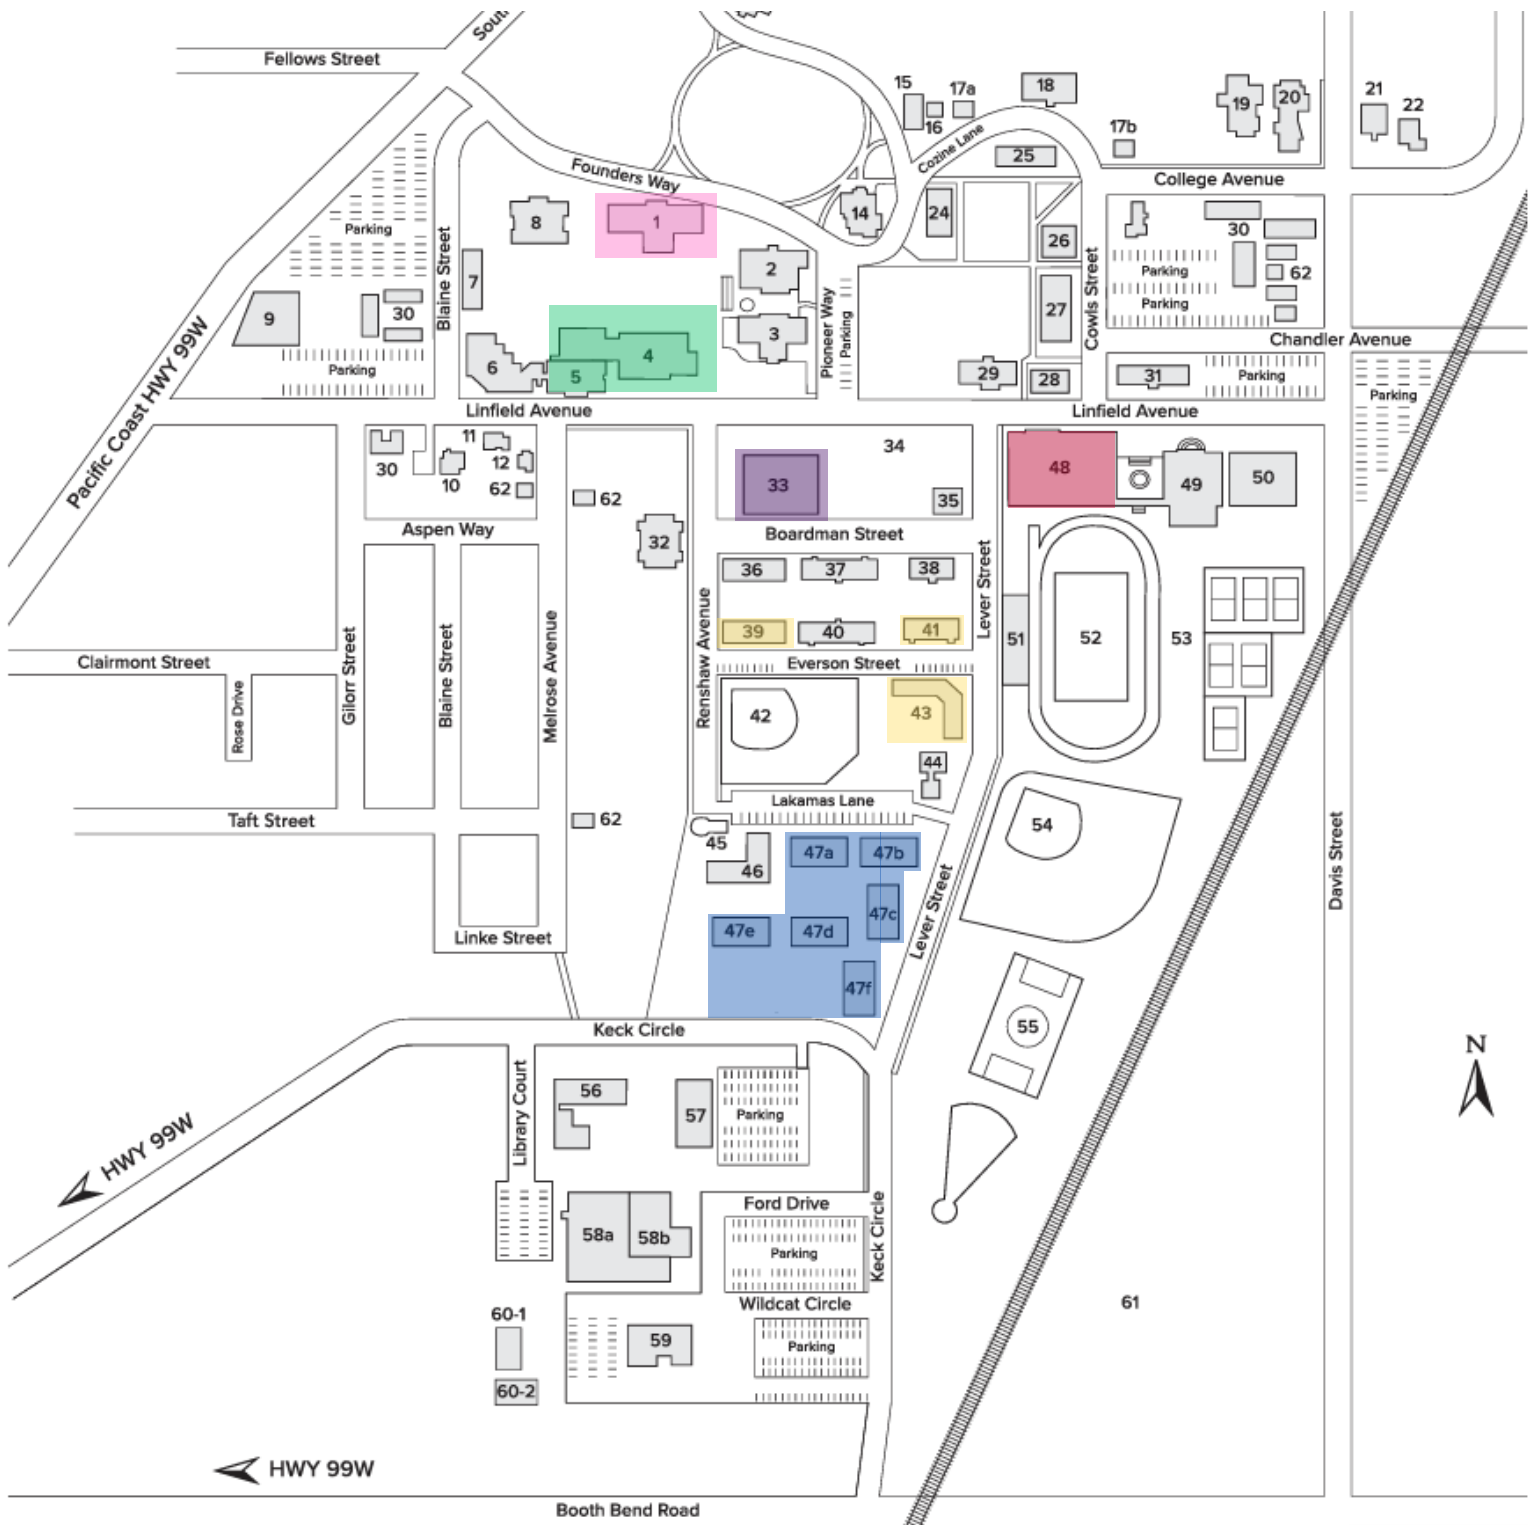 South
Fellows Street
Founders Way
15
16
17a
18
Cozine Lane
17b
19
20
21
22
25
College Avenue
Parking
Blaine Street
8
1
14
24
26
30
7
2
27
Cowls Street
Parking
62
Parking
9
30
Parking
Pacific Coast HWY 99W
6
5
4
3
Pioneer Way
Parking
29
28
Chandler Avenue
31
Parking
Parking
Linfield Avenue
Linfield Avenue
30
11
10
12
62
62
34
33
35
48
49
50
Aspen Way
32
Boardman Street
36
37
38
39
40
41
Lever Street
51
52
53
Everson Street
Clairmont Street
Rose Drive
Gilorr Street
Blaine Street
Melrose Avenue
Renshaw Avenue
42
43
44
Lakamas Lane
Taft Street
62
45
46
47a
47b
47c
47e
47d
47f
Lever Street
54
Davis Street
Linke Street
55
Keck Circle
N
HWY 99W
Library Court
56
57
Parking
58a
58b
Ford Drive
Parking
Keck Circle
Wildcat Circle
61
60-1
59
Parking
60-2
HWY 99W
Booth Bend Road